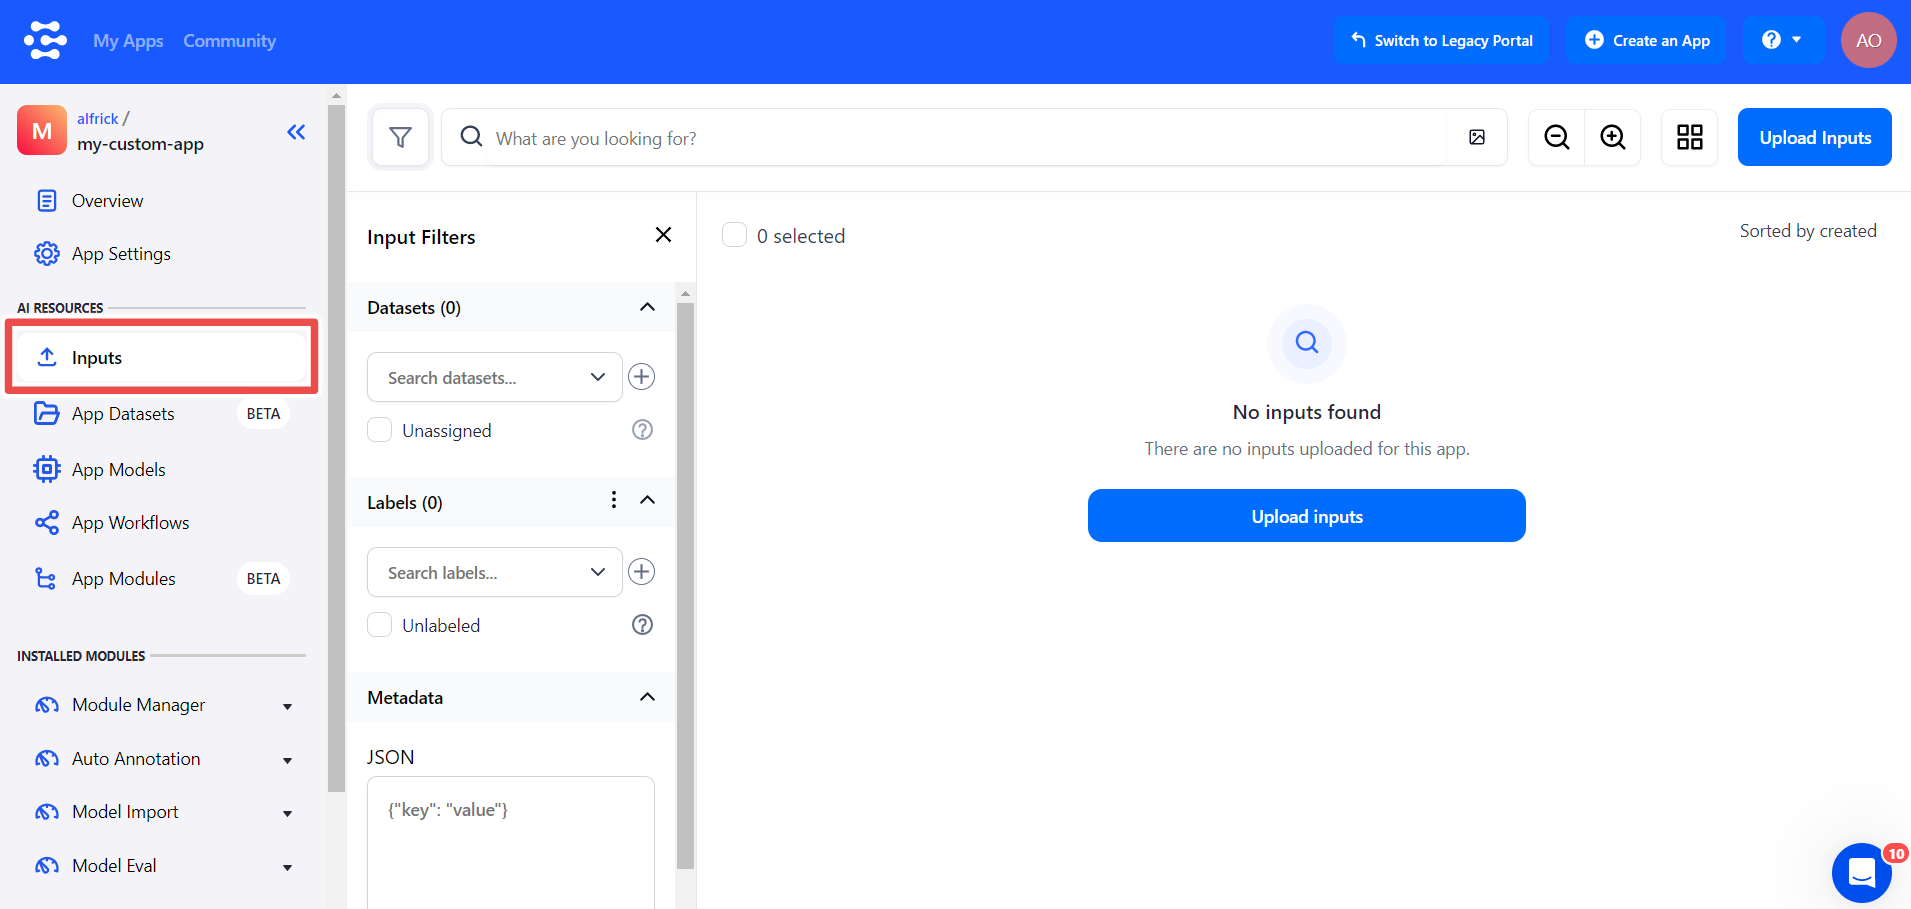 My Apps Community Switch to Legacy Portal Create an App AO
M alfrick /
my-custom-app
What are you looking for? Upload Inputs
Overview
App Settings
AI RESOURCES
Inputs
App Datasets BETA
App Models
App Workflows
App Modules BETA
INSTALLED MODULES
Module Manager
Auto Annotation
Model Import
Model Eval
Input Filters
Datasets (0)
Search datasets...
Unassigned
Labels (0)
Search labels...
Unlabeled
Metadata
JSON
{"key": "value"}
0 selected Sorted by created
No inputs found
There are no inputs uploaded for this app.
Upload inputs
10